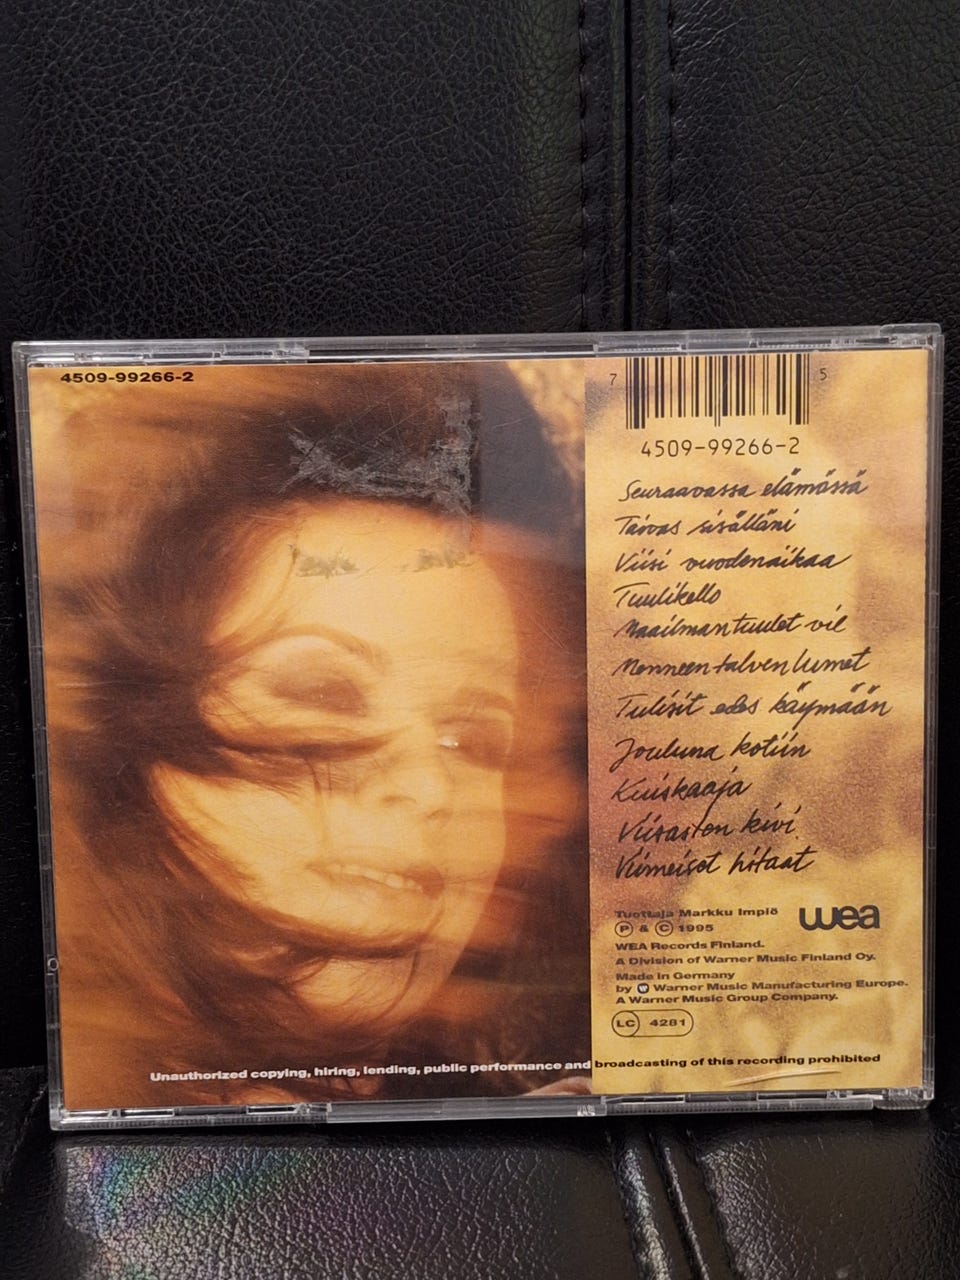 4509-99266-2
7 5
4509-99266-2
Seuraavassa elämässä
Taivas sisälläni
Viisi vuodenaikaa
Tuulikello
Maailman tuulet vie
Menneen talven lumet
Tulisit edes käymään
Jouluna kotiin
Kuiskaaja
Viisasten kivi
Viimeiset hitaat
Tuottaja Markku Impiö
P & C 1995
wea
WEA Records Finland.
A Division of Warner Music Finland Oy.
Made in Germany
by W Warner Music Manufacturing Europe.
A Warner Music Group Company.
LC 4281
Unauthorized copying, hiring, lending, public performance and broadcasting of this recording prohibited